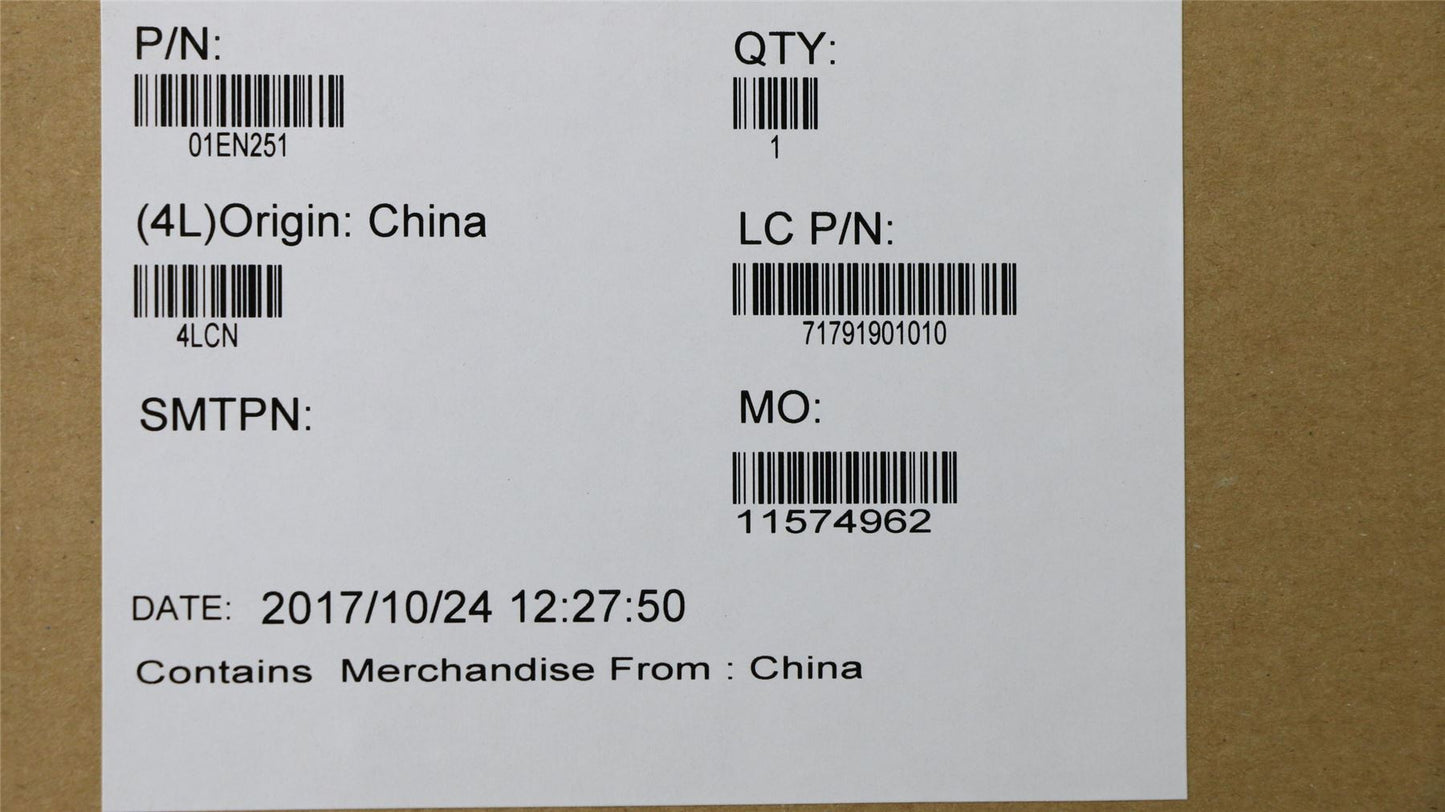 P/N:
01EN251
QTY:
1
(4L)Origin: China
4LCN
LC P/N:
71791901010
SMTPN:
MO:
11574962
DATE: 2017/10/24 12:27:50
Contains Merchandise From : China